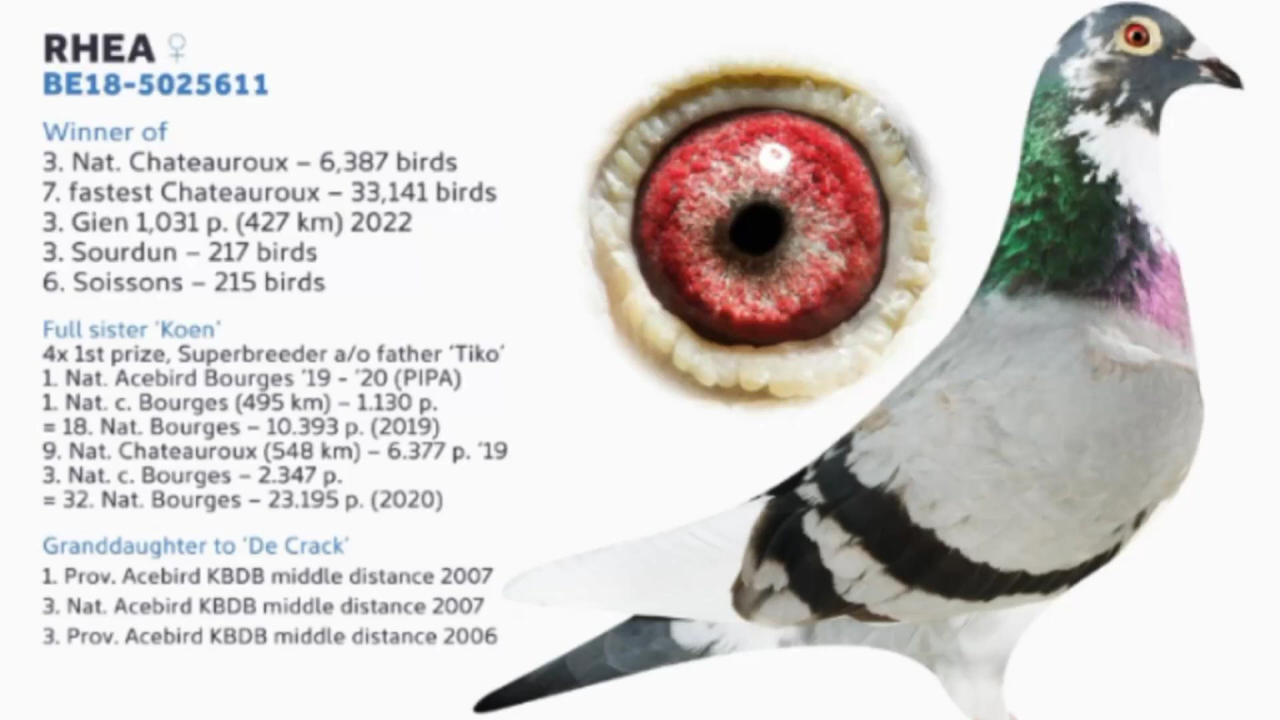 RHEA ♀
BE18-5025611
Winner of
3. Nat. Chateauroux – 6,387 birds
7. fastest Chateauroux – 33,141 birds
3. Gien 1,031 p. (427 km) 2022
3. Sourdun – 217 birds
6. Soissons – 215 birds
Full sister 'Koen'
4x 1st prize, Superbreeder a/o father 'Tiko'
1. Nat. Acebird Bourges '19 - '20 (PIPA)
1. Nat. c. Bourges (495 km) – 1.130 p.
= 18. Nat. Bourges – 10.393 p. (2019)
9. Nat. Chateauroux (548 km) – 6.377 p. '19
3. Nat. c. Bourges – 2.347 p.
= 32. Nat. Bourges – 23.195 p. (2020)
Granddaughter to 'De Crack'
1. Prov. Acebird KBDB middle distance 2007
3. Nat. Acebird KBDB middle distance 2007
3. Prov. Acebird KBDB middle distance 2006